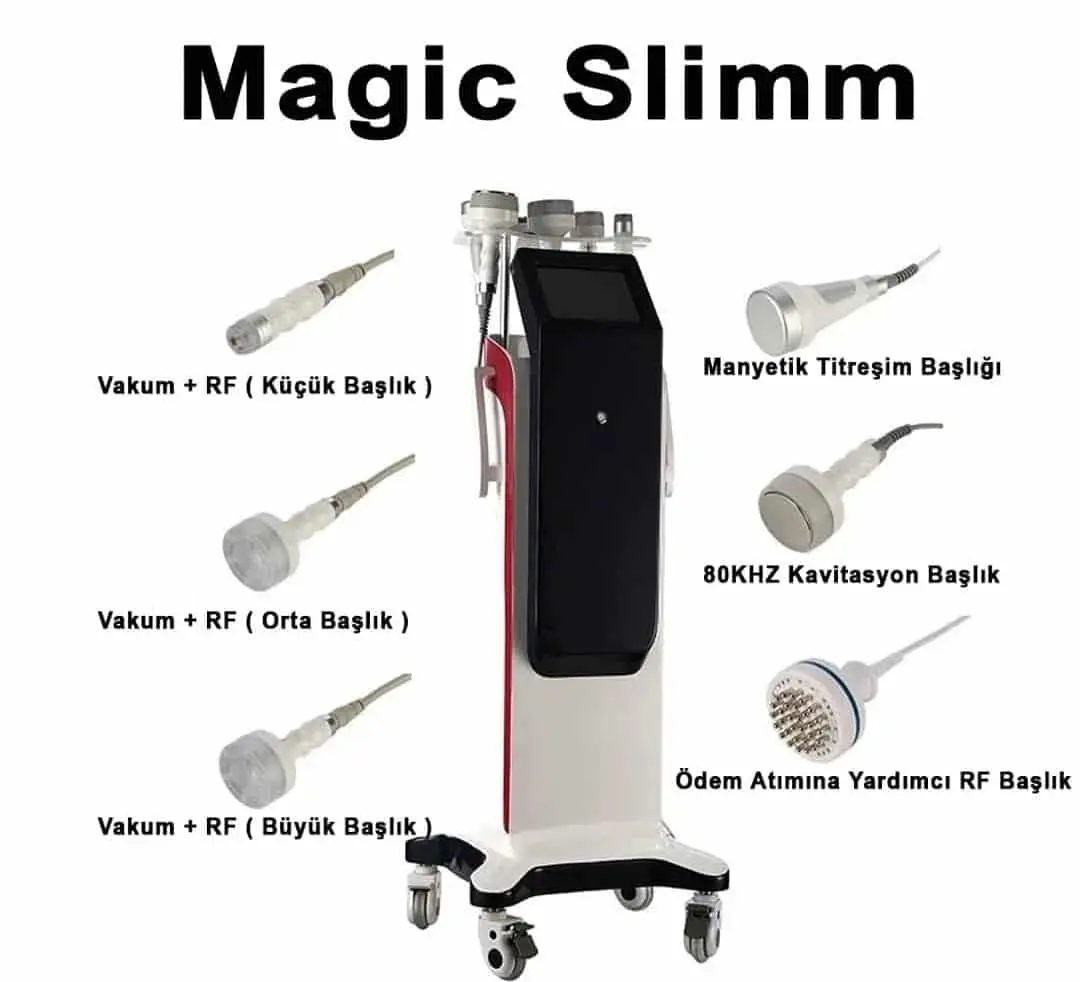 Magic Slimm
Vakum + RF ( Küçük Başlık )
Manyetik Titreşim Başlığı
Vakum + RF ( Orta Başlık )
80KHZ Kavitasyon Başlık
Vakum + RF ( Büyük Başlık )
Ödem Atımına Yardımcı RF Başlık